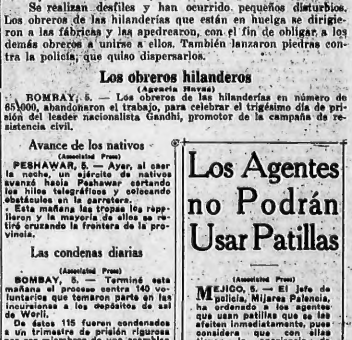 Se realizan desfiles y han ocurrido pequeños disturbios.
Los obreros de las hilanderías que están en huelga se dirigie-
ron a las fábricas y las apedrearon, con el fin de obligar a los
demás obreros a unirse a ellos. También lanzaron piedras con-
tra la policía, que quiso dispersarlos.
Los obreros hilanderos
(Agencia Havas)
BOMBAY, 5. — Los obreros de las hilanderías en número de
65,000, abandonaron el trabajo, para celebrar el trigésimo día de pri-
sión del leader nacionalista Gandhi, promotor de la campaña de re-
sistencia civil.
Avance de los nativos
(Associated Press)
PESHAWAR, 5. — Ayer, al caer
la noche, un ejército de nativos
avanzó hacia Peshawar cortando
los hilos telegráficos y colocando
obstáculos en la carretera.
Esta mañana las tropas los repe-
lieron y la mayoría de ellos se re-
tiró cruzando la frontera de la pro-
vincia.
Las condenas diarias
(Associated Press)
BOMBAY, 5. — Terminó esta
mañana el proceso contra 140 vo-
luntarios que tomaron parte en las
incursiones a los depósitos de sal
de Worli.
De éstos 115 fueron condenados
a un trimestre de prisión rigurosa
Los Agentes
no Podrán
Usar Patillas
(Associated Press)
MEJICO, 5. — El jefe de
policía, Mijares Palencia,
ha ordenado a los agentes
que usan patillas que se las
afeiten inmediatamente, pues
considera que con ellas